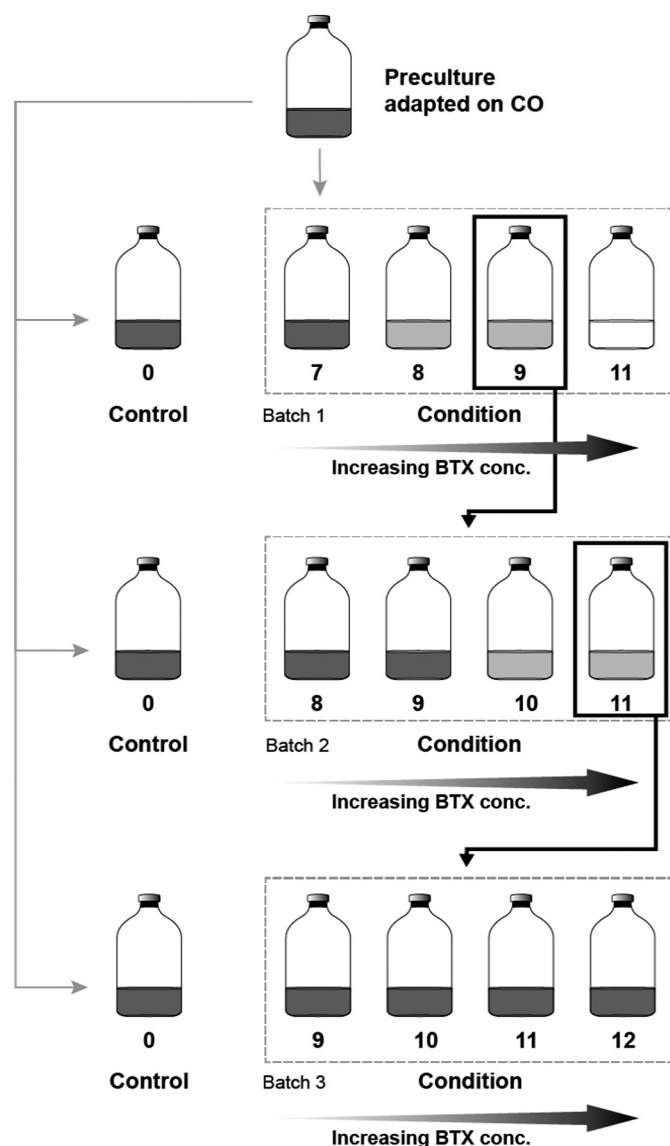 Preculture
adapted on CO
0 7 8 9 11
Control Batch 1 Condition
Increasing BTX conc.
0 8 9 10 11
Control Batch 2 Condition
Increasing BTX conc.
0 9 10 11 12
Control Batch 3 Condition
Increasing BTX conc.